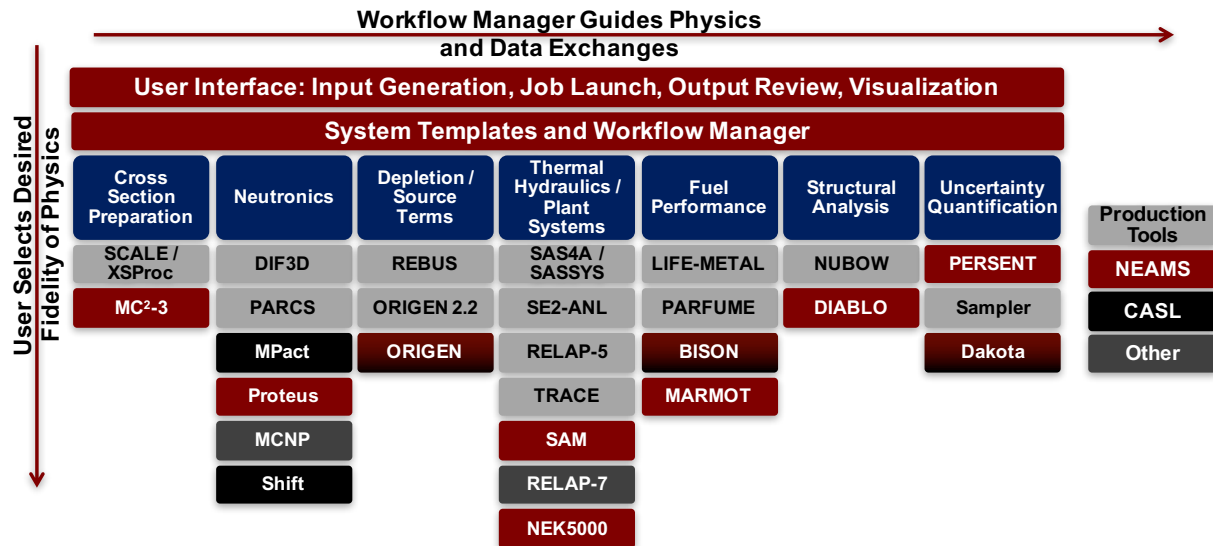 Workflow Manager Guides Physics
and Data Exchanges
User Selects Desired
Fidelity of Physics
User Interface: Input Generation, Job Launch, Output Review, Visualization
System Templates and Workflow Manager
Cross
Section
Preparation
Neutronics
Depletion /
Source
Terms
Thermal
Hydraulics /
Plant
Systems
Fuel
Performance
Structural
Analysis
Uncertainty
Quantification
SCALE /
XSProc
MC²-3
DIF3D
PARCS
MPact
Proteus
MCNP
Shift
REBUS
ORIGEN 2.2
ORIGEN
SAS4A /
SASSYS
SE2-ANL
RELAP-5
TRACE
SAM
RELAP-7
NEK5000
LIFE-METAL
PARFUME
BISON
MARMOT
NUBOW
DIABLO
PERSENT
Sampler
Dakota
Production
Tools
NEAMS
CASL
Other